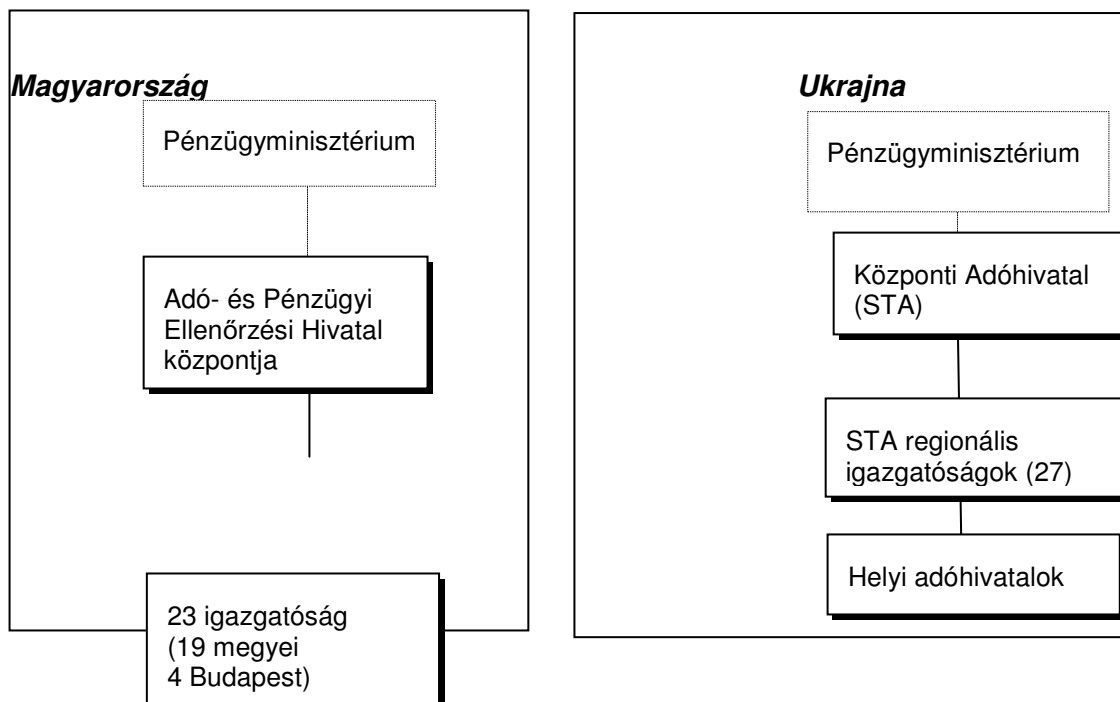 Magyarország
Pénzügyminisztérium
Adó- és Pénzügyi
Ellenőrzési Hivatal
központja
23 igazgatóság
(19 megyei
4 Budapest)
Ukrajna
Pénzügyminisztérium
Központi Adóhivatal
(STA)
STA regionális
igazgatóságok (27)
Helyi adóhivatalok